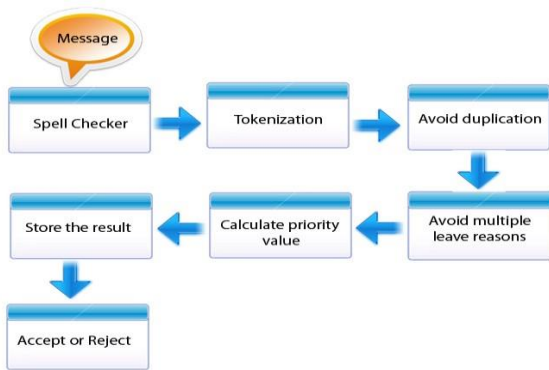 Message
Spell Checker
Tokenization
Avoid duplication
Avoid multiple
leave reasons
Calculate priority
value
Store the result
Accept or Reject